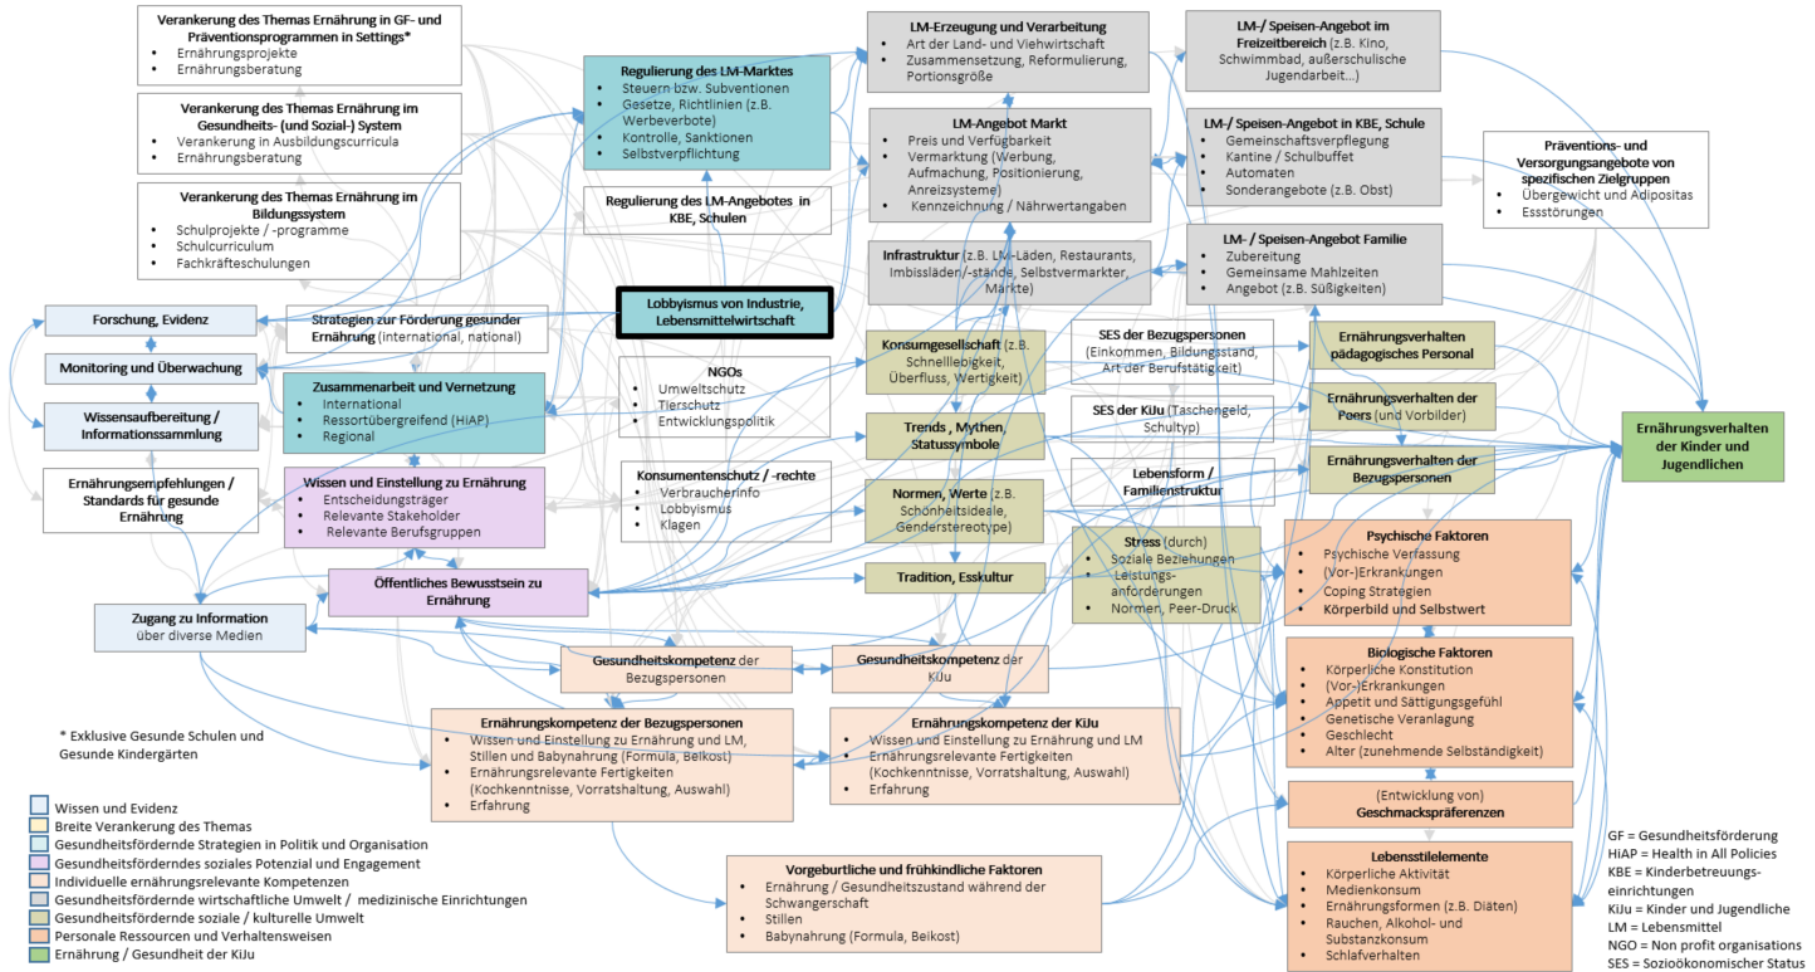 Verankerung des Themas Ernährung in GF- und
Präventionsprogrammen in Settings*
• Ernährungsprojekte
• Ernährungsberatung
Verankerung des Themas Ernährung im
Gesundheits- (und Sozial-) System
• Verankerung in Ausbildungscurricula
• Ernährungsberatung
Verankerung des Themas Ernährung im
Bildungssystem
• Schulprojekte / -programme
• Schulcurriculum
• Fachkräfteschulungen
Forschung, Evidenz
Monitoring und Überwachung
Wissensaufbereitung /
Informationssammlung
Ernährungsempfehlungen /
Standards für gesunde
Ernährung
Zugang zu Information
über diverse Medien
Strategien zur Förderung gesunder
Ernährung (international, national)
Zusammenarbeit und Vernetzung
• International
• Ressortübergreifend (HiAP)
• Regional
Wissen und Einstellung zu Ernährung
• Entscheidungsträger
• Relevante Stakeholder
• Relevante Berufsgruppen
Öffentliches Bewusstsein zu
Ernährung
Regulierung des LM-Marktes
• Steuern bzw. Subventionen
• Gesetze, Richtlinien (z.B.
Werbeverbote)
• Kontrolle, Sanktionen
• Selbstverpflichtung
Regulierung des LM-Angebotes in
KBE, Schulen
Lobbyismus von Industrie,
Lebensmittelwirtschaft
NGOs
• Umweltschutz
• Tierschutz
• Entwicklungspolitik
Konsumentenschutz / -rechte
• Verbraucherinfo
• Lobbyismus
• Klagen
Gesundheitskompetenz der
Bezugspersonen
Gesundheitskompetenz der
KiJu
Ernährungskompetenz der Bezugspersonen
• Wissen und Einstellung zu Ernährung und LM,
Stillen und Babynahrung (Formula, Beikost)
• Ernährungsrelevante Fertigkeiten
(Kochkenntnisse, Vorratshaltung, Auswahl)
• Erfahrung
Ernährungskompetenz der KiJu
• Wissen und Einstellung zu Ernährung und LM
• Ernährungsrelevante Fertigkeiten
(Kochkenntnisse, Vorratshaltung, Auswahl)
• Erfahrung
Vorgeburtliche und frühkindliche Faktoren
• Ernährung / Gesundheitszustand während der
Schwangerschaft
• Stillen
• Babynahrung (Formula, Beikost)
LM-Erzeugung und Verarbeitung
• Art der Land- und Viehwirtschaft
• Zusammensetzung, Reformulierung,
Portionsgröße
LM-Angebot Markt
• Preis und Verfügbarkeit
• Vermarktung (Werbung,
Aufmachung, Positionierung,
Anreizsysteme)
• Kennzeichnung / Nährwertangaben
Infrastruktur (z.B. LM-Läden, Restaurants,
Imbissläden/-stände, Selbstvermarkter,
Märkte)
Konsumgesellschaft (z.B.
Schnelllebigkeit,
Überfluss, Wertigkeit)
Trends , Mythen,
Statussymbole
Normen, Werte (z.B.
Schönheitsideale,
Genderstereotype)
Tradition, Esskultur
SES der Bezugspersonen
(Einkommen, Bildungsstand,
Art der Berufstätigkeit)
SES der KiJu (Taschengeld,
Schultyp)
Lebensform /
Familienstruktur
Stress (durch)
• Soziale Beziehungen
• Leistungs-
anforderungen
• Normen, Peer-Druck
LM-/ Speisen-Angebot im
Freizeitbereich (z.B. Kino,
Schwimmbad, außerschulische
Jugendarbeit...)
LM-/ Speisen-Angebot in KBE, Schule
• Gemeinschaftsverpflegung
• Kantine / Schulbuffet
• Automaten
• Sonderangebote (z.B. Obst)
LM- / Speisen-Angebot Familie
• Zubereitung
• Gemeinsame Mahlzeiten
• Angebot (z.B. Süßigkeiten)
Präventions- und
Versorgungsangebote von
spezifischen Zielgruppen
• Übergewicht und Adipositas
• Essstörungen
Ernährungsverhalten
pädagogisches Personal
Ernährungsverhalten der
Peers (und Vorbilder)
Ernährungsverhalten der
Bezugspersonen
Ernährungsverhalten
der Kinder und
Jugendlichen
Psychische Faktoren
• Psychische Verfassung
• (Vor-)Erkrankungen
• Coping Strategien
• Körperbild und Selbstwert
Biologische Faktoren
• Körperliche Konstitution
• (Vor-)Erkrankungen
• Appetit und Sättigungsgefühl
• Genetische Veranlagung
• Geschlecht
• Alter (zunehmende Selbständigkeit)
(Entwicklung von)
Geschmackspräferenzen
Lebensstilelemente
• Körperliche Aktivität
• Medienkonsum
• Ernährungsformen (z.B. Diäten)
• Rauchen, Alkohol- und
Substanzkonsum
• Schlafverhalten
* Exklusive Gesunde Schulen und
Gesunde Kindergärten
Wissen und Evidenz
Breite Verankerung des Themas
Gesundheitsfördernde Strategien in Politik und Organisation
Gesundheitsförderndes soziales Potenzial und Engagement
Individuelle ernährungsrelevante Kompetenzen
Gesundheitsfördernde wirtschaftliche Umwelt / medizinische Einrichtungen
Gesundheitsfördernde soziale / kulturelle Umwelt
Personale Ressourcen und Verhaltensweisen
Ernährung / Gesundheit der KiJu
GF = Gesundheitsförderung
HiAP = Health in All Policies
KBE = Kinderbetreuungs-
einrichtungen
KiJu = Kinder und Jugendliche
LM = Lebensmittel
NGO = Non profit organisations
SES = Sozioökonomischer Status